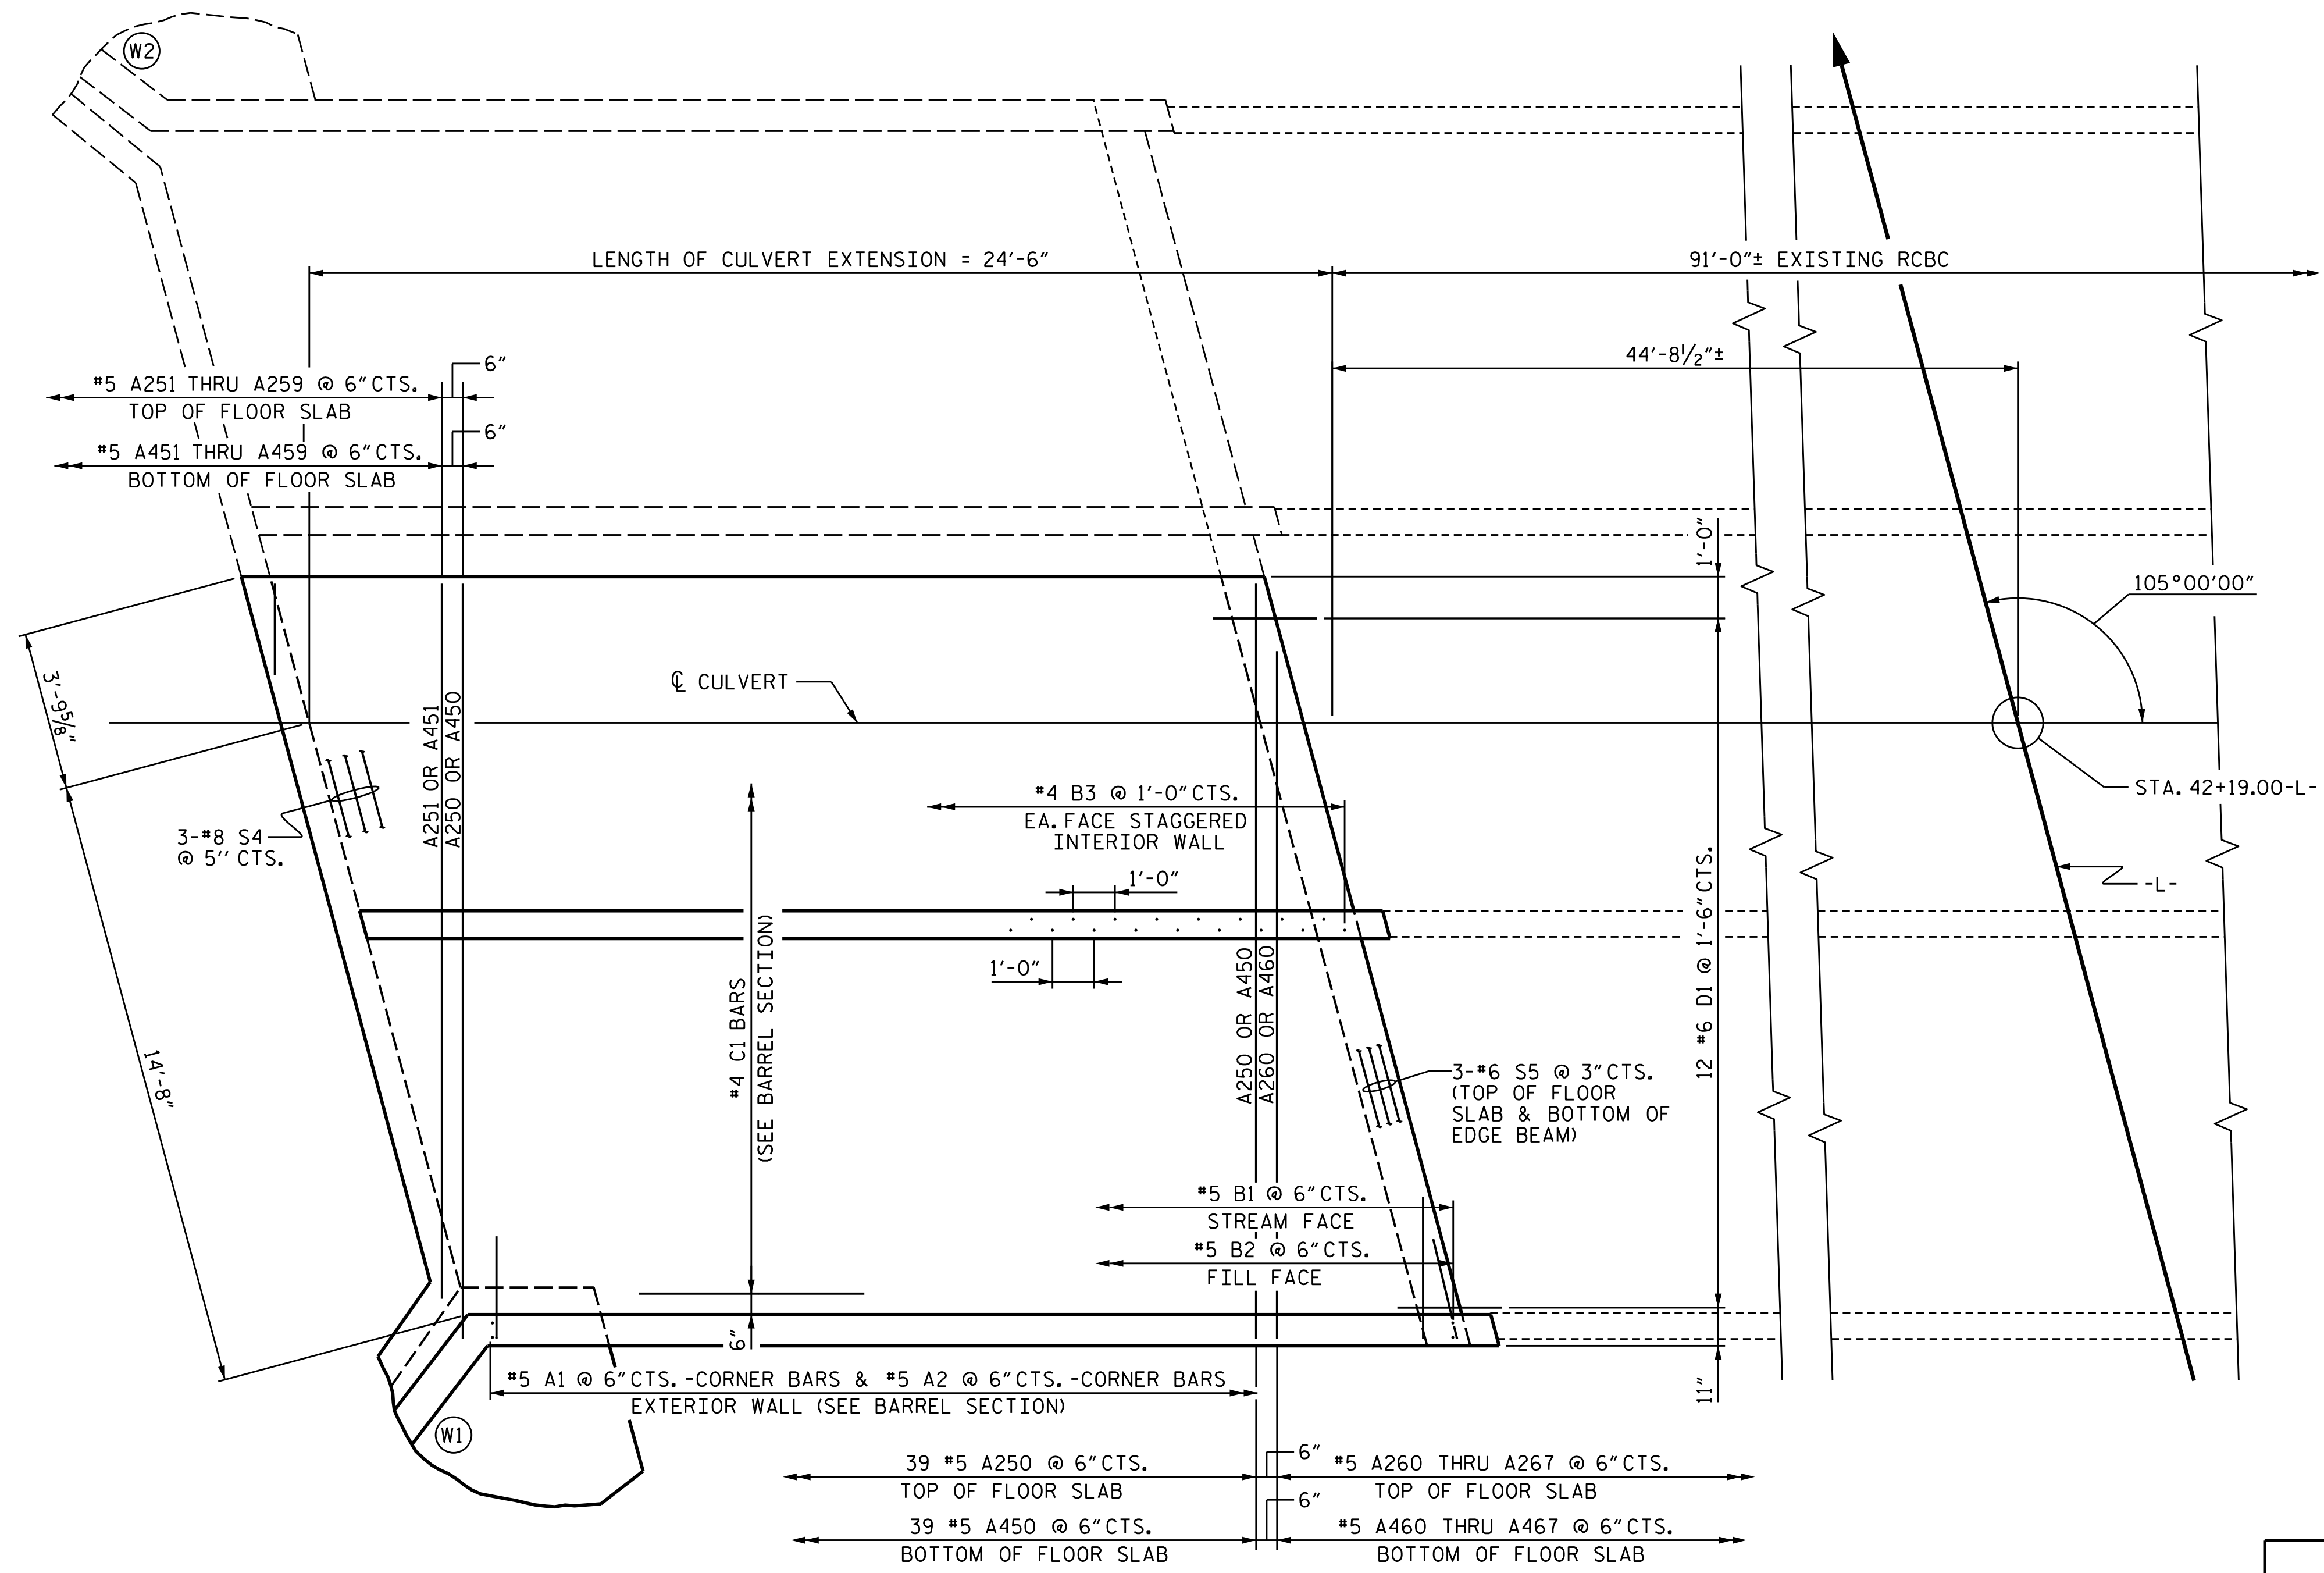 W2
LENGTH OF CULVERT EXTENSION = 24'-6"
91'-0"± EXISTING RCBC
44'-8 1/2"±
6"
#5 A251 THRU A259 @ 6"CTS.
TOP OF FLOOR SLAB
6"
#5 A451 THRU A459 @ 6"CTS.
BOTTOM OF FLOOR SLAB
1'-0"
105°00'00"
3'-9 5/8"
℄ CULVERT
A251 OR A451
A250 OR A450
STA. 42+19.00-L-
#4 B3 @ 1'-0"CTS.
EA. FACE STAGGERED
INTERIOR WALL
3-#8 S4
@ 5'' CTS.
1'-0"
-L-
12 #6 D1 @ 1'-6"CTS.
1'-0"
#4 C1 BARS
(SEE BARREL SECTION)
A250 OR A450
A260 OR A460
14'-8"
3-#6 S5 @ 3"CTS.
(TOP OF FLOOR
SLAB & BOTTOM OF
EDGE BEAM)
#5 B1 @ 6"CTS.
STREAM FACE
#5 B2 @ 6"CTS.
FILL FACE
6"
11"
#5 A1 @ 6"CTS. -CORNER BARS & #5 A2 @ 6"CTS. -CORNER BARS
EXTERIOR WALL (SEE BARREL SECTION)
W1
39 #5 A250 @ 6"CTS.
TOP OF FLOOR SLAB
6"
#5 A260 THRU A267 @ 6"CTS.
TOP OF FLOOR SLAB
39 #5 A450 @ 6"CTS.
BOTTOM OF FLOOR SLAB
6"
#5 A460 THRU A467 @ 6"CTS.
BOTTOM OF FLOOR SLAB